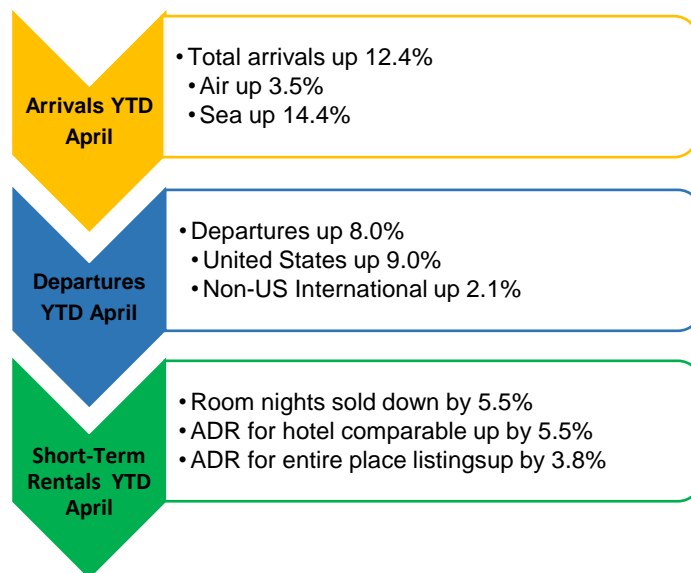 Arrivals YTD
April
• Total arrivals up 12.4%
• Air up 3.5%
• Sea up 14.4%
Departures
YTD April
• Departures up 8.0%
• United States up 9.0%
• Non-US International up 2.1%
Short-Term
Rentals YTD
April
• Room nights sold down by 5.5%
• ADR for hotel comparable up by 5.5%
• ADR for entire place listingsup by 3.8%